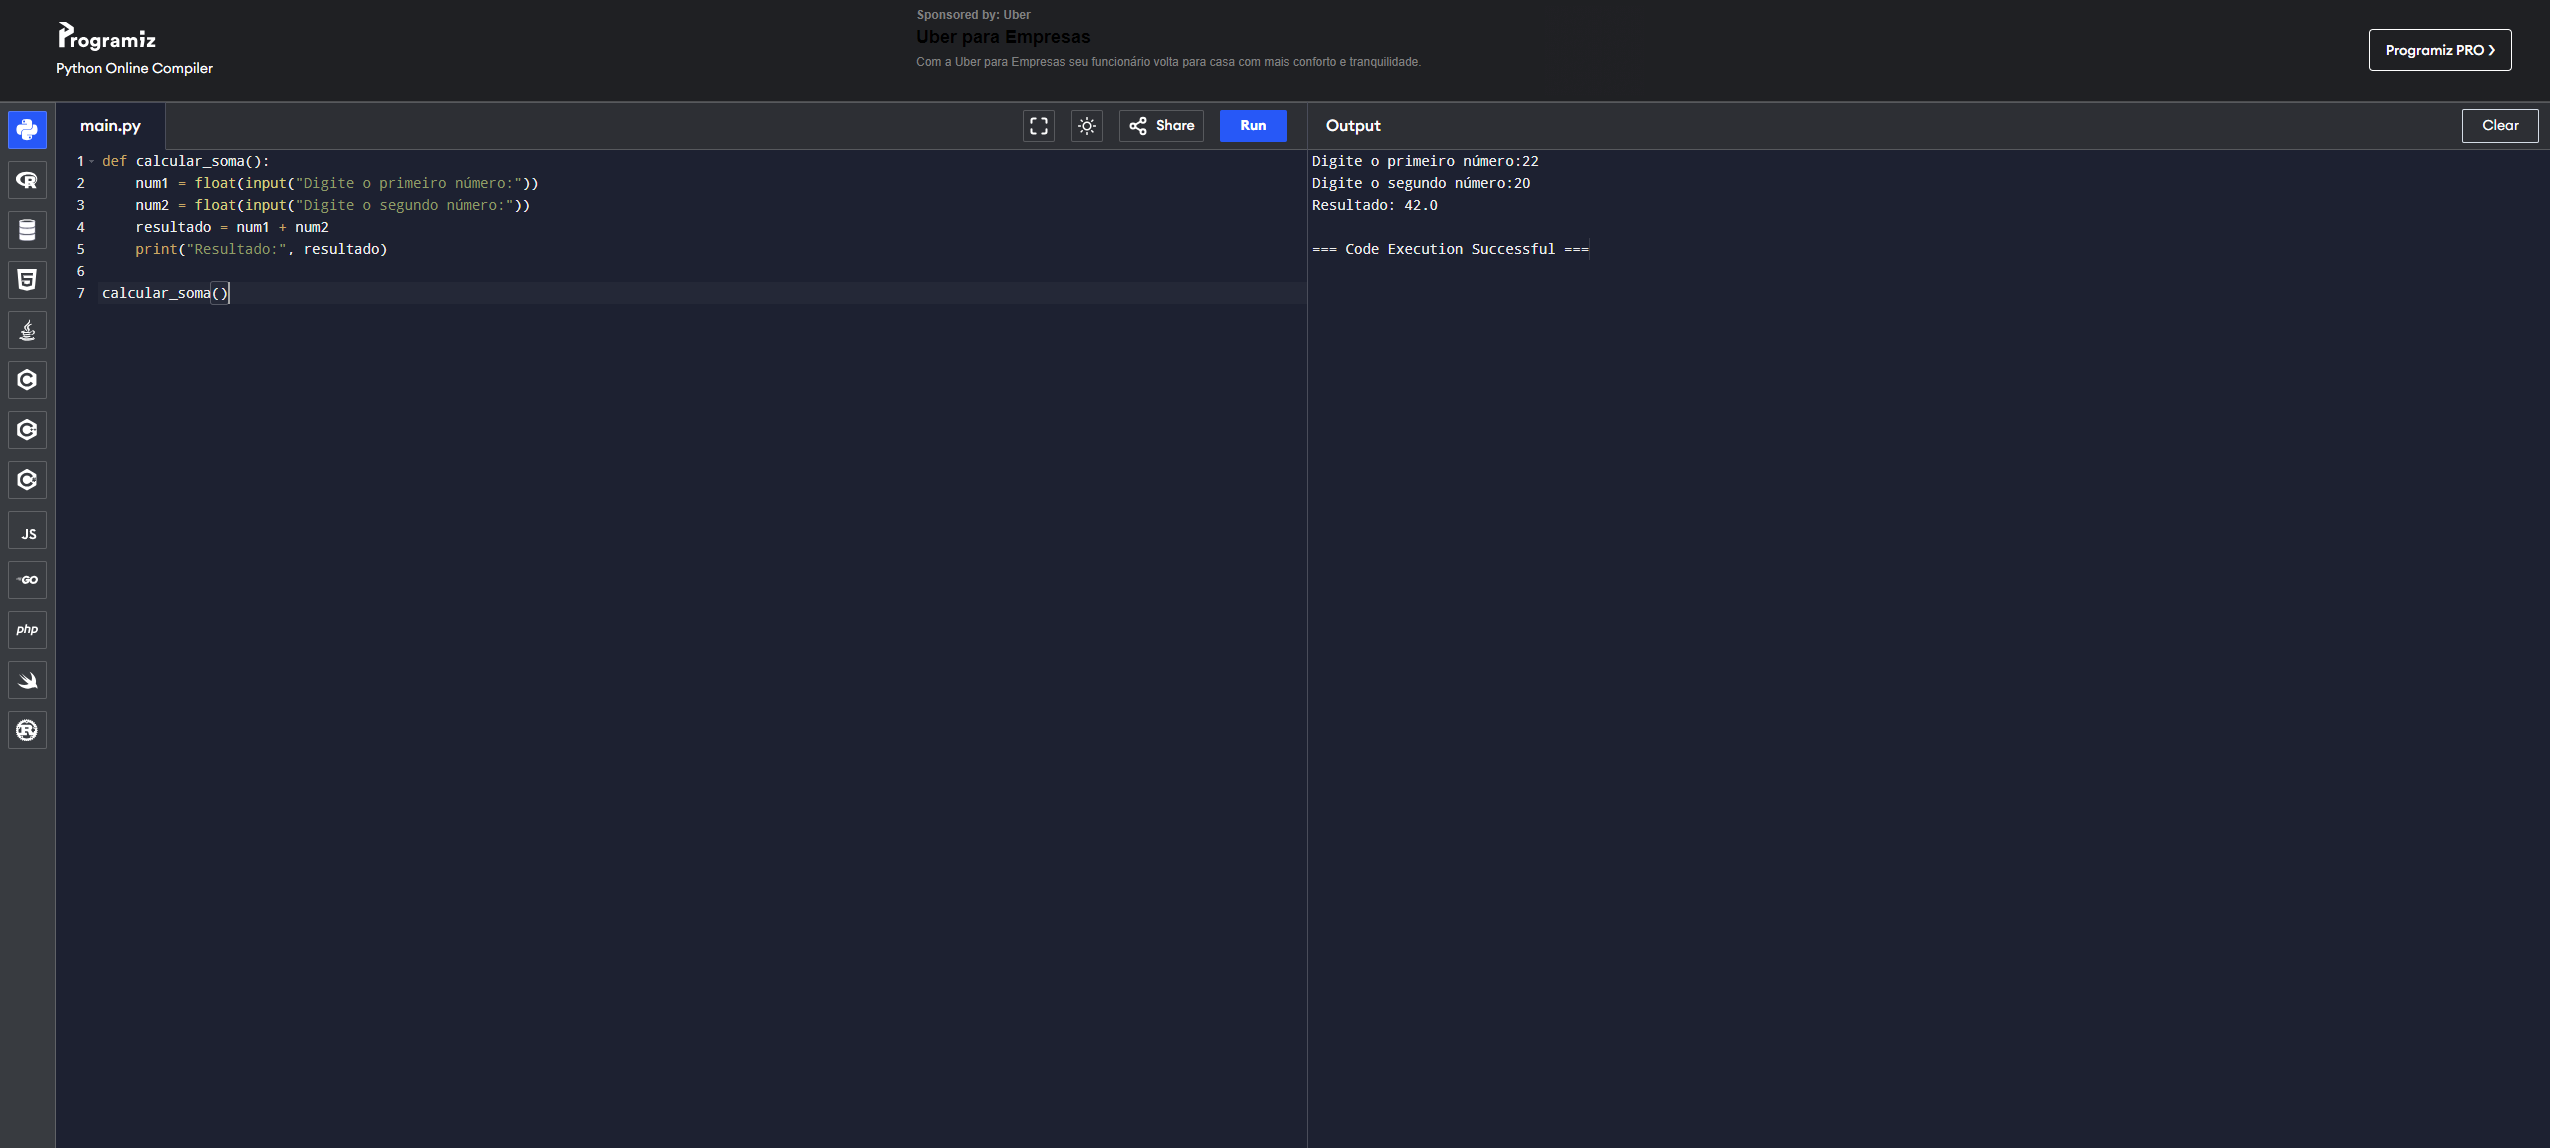 Programiz
Python Online Compiler
Sponsored by: Uber
Uber para Empresas
Com a Uber para Empresas seu funcionário volta para casa com mais conforto e tranquilidade.
Programiz PRO ❯
main.py
Share
Run
Output
Clear
1 def calcular_soma():
2     num1 = float(input("Digite o primeiro número:"))
3     num2 = float(input("Digite o segundo número:"))
4     resultado = num1 + num2
5     print("Resultado:", resultado)
6
7 calcular_soma()
Digite o primeiro número:22
Digite o segundo número:20
Resultado: 42.0
=== Code Execution Successful ===
R
5
C
C
C
JS
GO
php
R